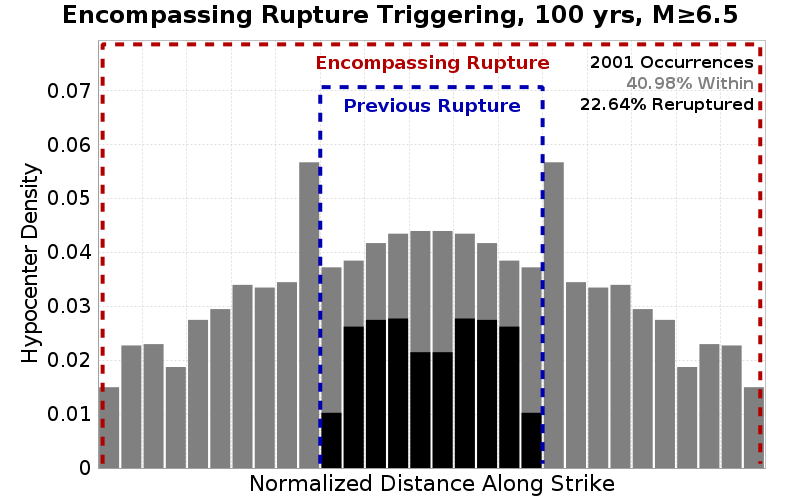 Encompassing Rupture Triggering, 100 yrs, M≥6.5
Encompassing Rupture
2001 Occurrences
40.98% Within
22.64% Reruptured
Previous Rupture
Hypocenter Density
0.07
0.06
0.05
0.04
0.03
0.02
0.01
0
Normalized Distance Along Strike